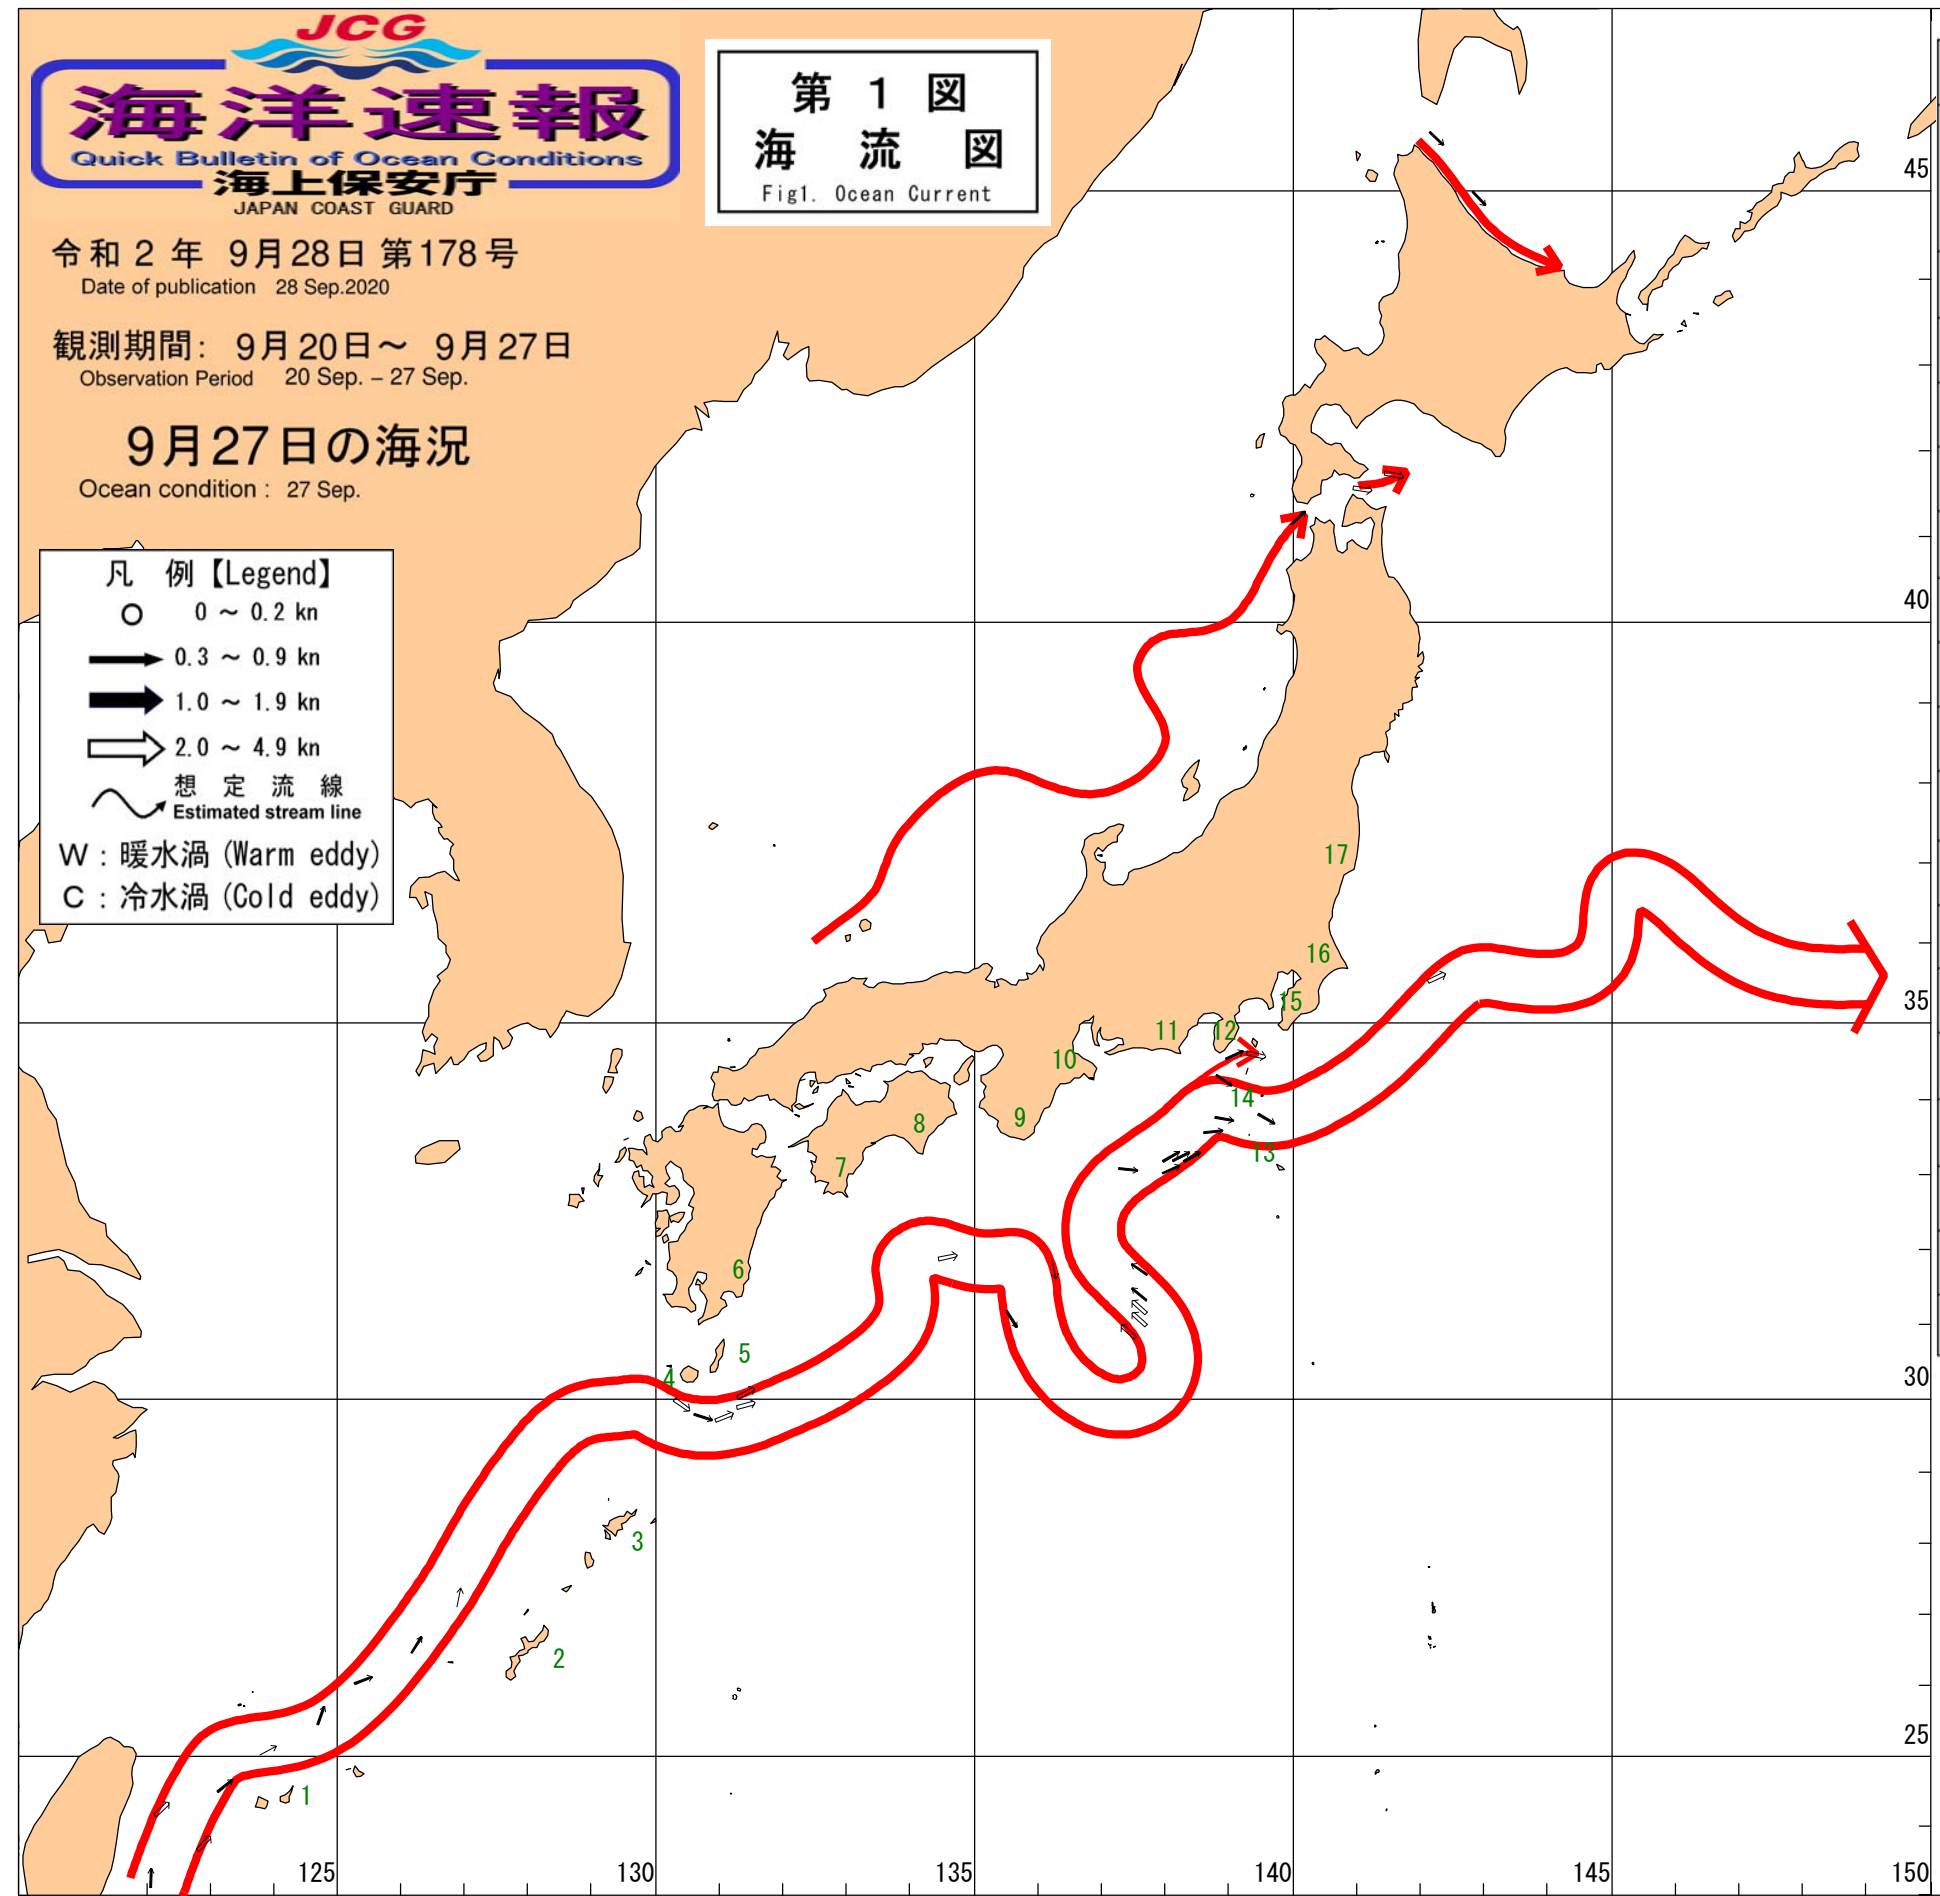 JCG
海洋速報
Quick Bulletin of Ocean Conditions
海上保安庁
JAPAN COAST GUARD
第 1 図
海 流 図
Fig1. Ocean Current
令和 2 年 9月28日 第178号
Date of publication 28 Sep.2020
観測期間: 9月20日～ 9月27日
Observation Period 20 Sep. – 27 Sep.
9月27日の海況
Ocean condition : 27 Sep.
凡 例【Legend】
0 ～ 0.2 kn
0.3 ～ 0.9 kn
1.0 ～ 1.9 kn
2.0 ～ 4.9 kn
想 定 流 線
Estimated stream line
W : 暖水渦 (Warm eddy)
C : 冷水渦 (Cold eddy)
45
40
35
30
25
17
16
15
12
11
10
14
13
9
8
7
6
5
4
3
2
1
125
130
135
140
145
150